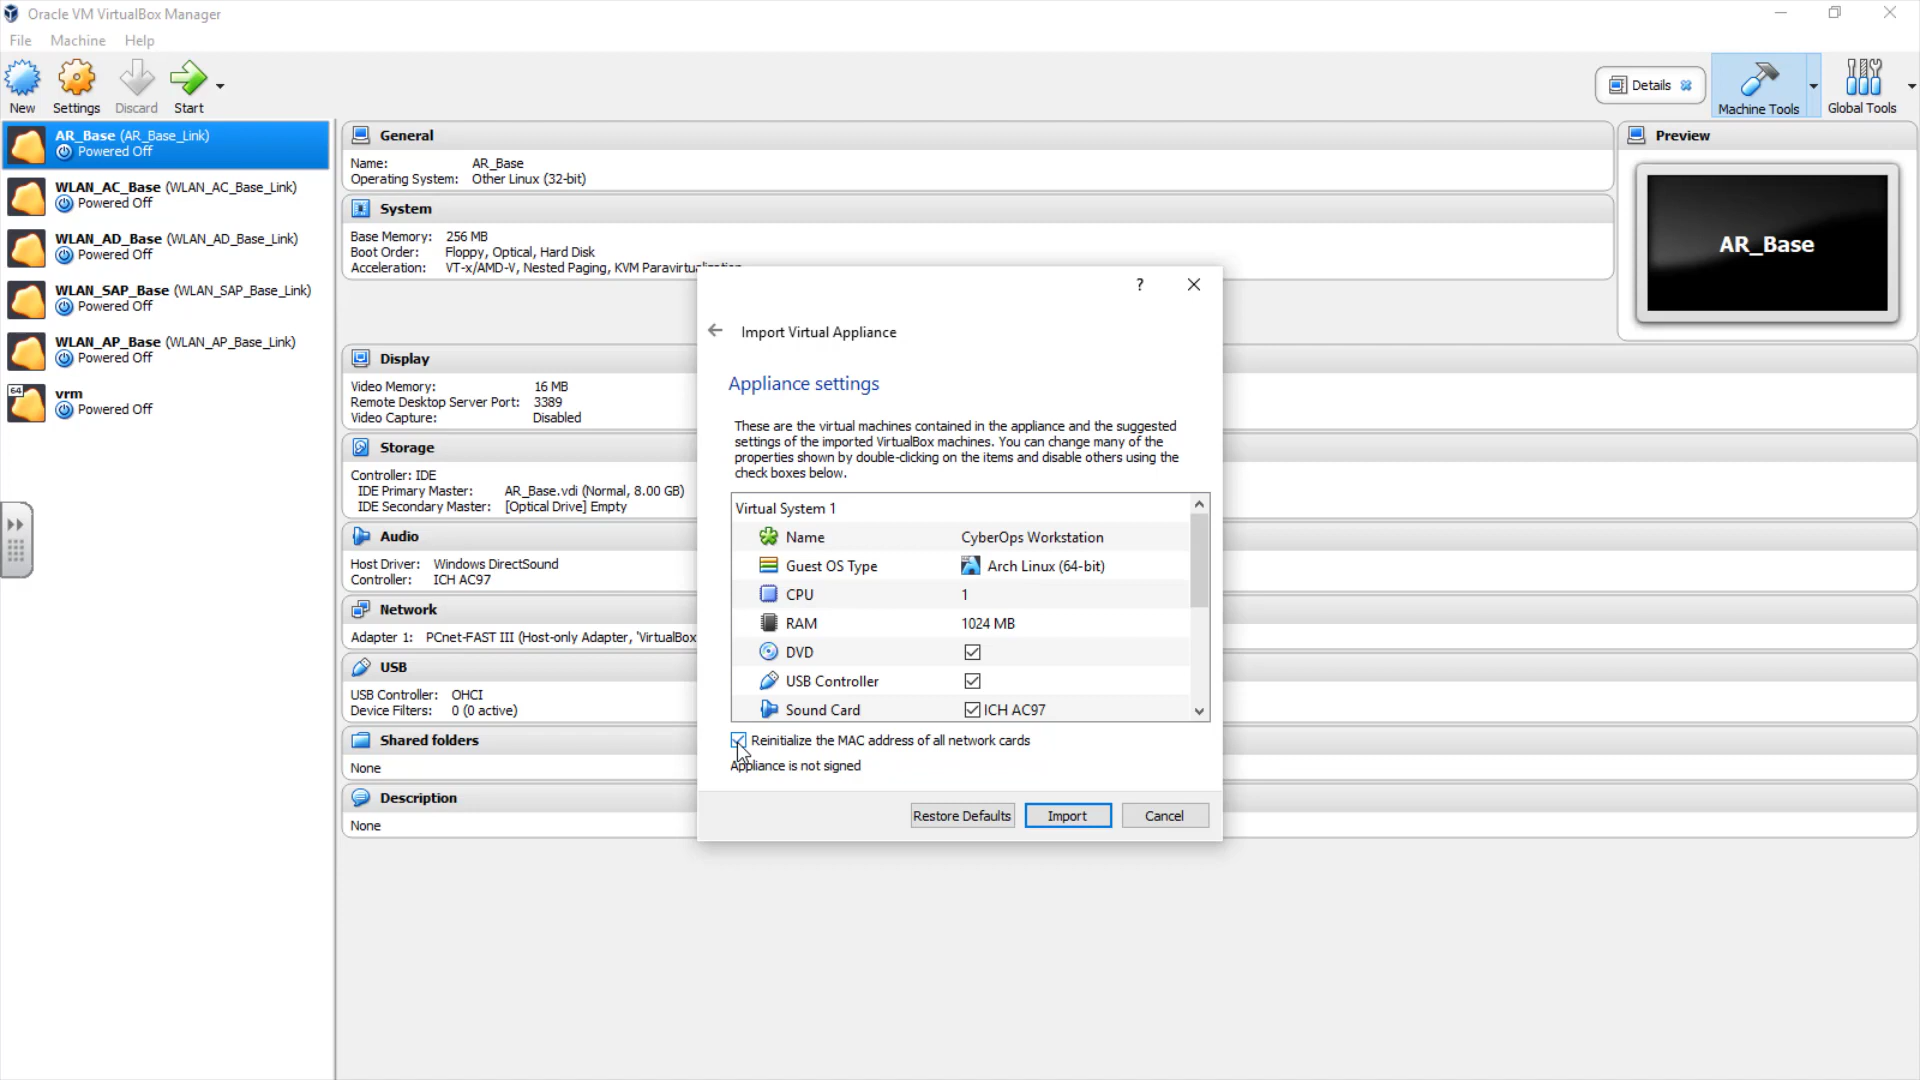 Oracle VM VirtualBox Manager
File Machine Help
New Settings Discard Start
Details
Machine Tools
Global Tools
AR_Base (AR_Base_Link)
Powered Off
WLAN_AC_Base (WLAN_AC_Base_Link)
Powered Off
WLAN_AD_Base (WLAN_AD_Base_Link)
Powered Off
WLAN_SAP_Base (WLAN_SAP_Base_Link)
Powered Off
WLAN_AP_Base (WLAN_AP_Base_Link)
Powered Off
64
vrm
Powered Off
General
Name: AR_Base
Operating System: Other Linux (32-bit)
System
Base Memory: 256 MB
Boot Order: Floppy, Optical, Hard Disk
Acceleration: VT-x/AMD-V, Nested Paging, KVM Paravirtualization
Display
Video Memory: 16 MB
Remote Desktop Server Port: 3389
Video Capture: Disabled
Storage
Controller: IDE
IDE Primary Master: AR_Base.vdi (Normal, 8.00 GB)
IDE Secondary Master: [Optical Drive] Empty
Audio
Host Driver: Windows DirectSound
Controller: ICH AC97
Network
Adapter 1: PCnet-FAST III (Host-only Adapter, 'VirtualBox
USB
USB Controller: OHCI
Device Filters: 0 (0 active)
Shared folders
None
Description
None
Preview
AR_Base
?
Import Virtual Appliance
Appliance settings
These are the virtual machines contained in the appliance and the suggested
settings of the imported VirtualBox machines. You can change many of the
properties shown by double-clicking on the items and disable others using the
check boxes below.
Virtual System 1
Name CyberOps Workstation
Guest OS Type Arch Linux (64-bit)
CPU 1
RAM 1024 MB
DVD
USB Controller
Sound Card ICH AC97
Reinitialize the MAC address of all network cards
Appliance is not signed
Restore Defaults Import Cancel